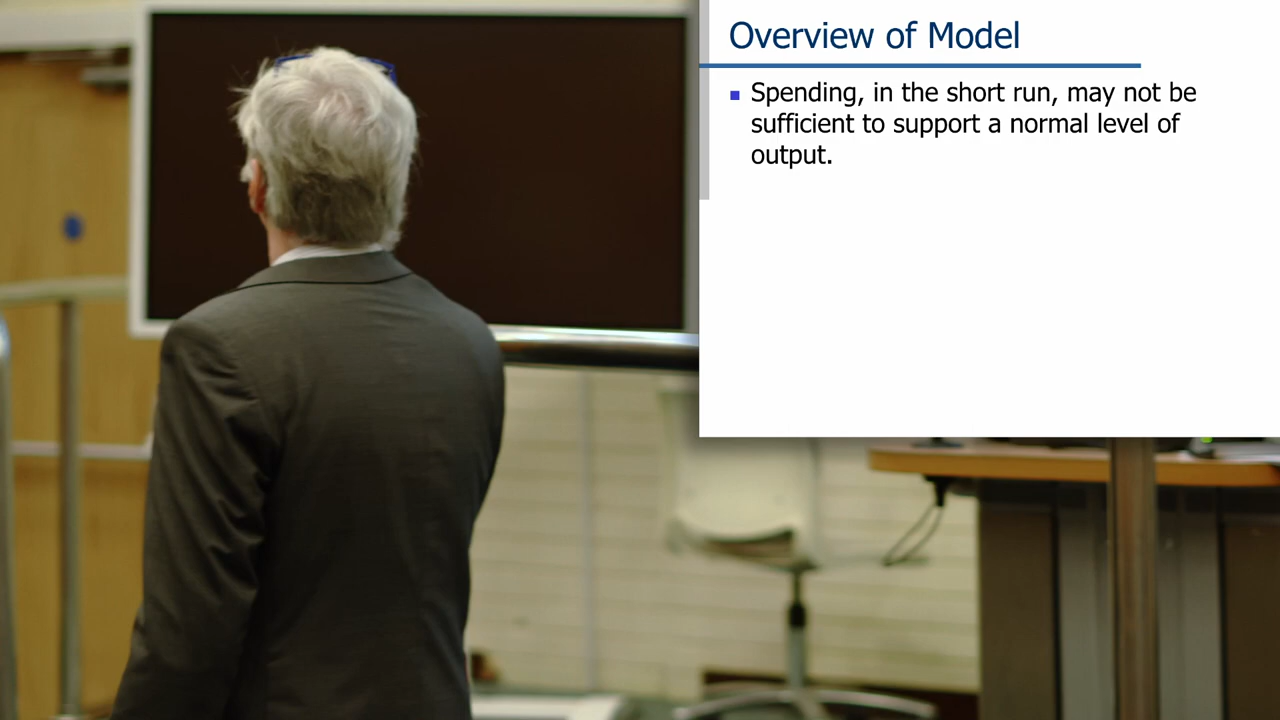 Overview of Model
Spending, in the short run, may not be
sufficient to support a normal level of
output.